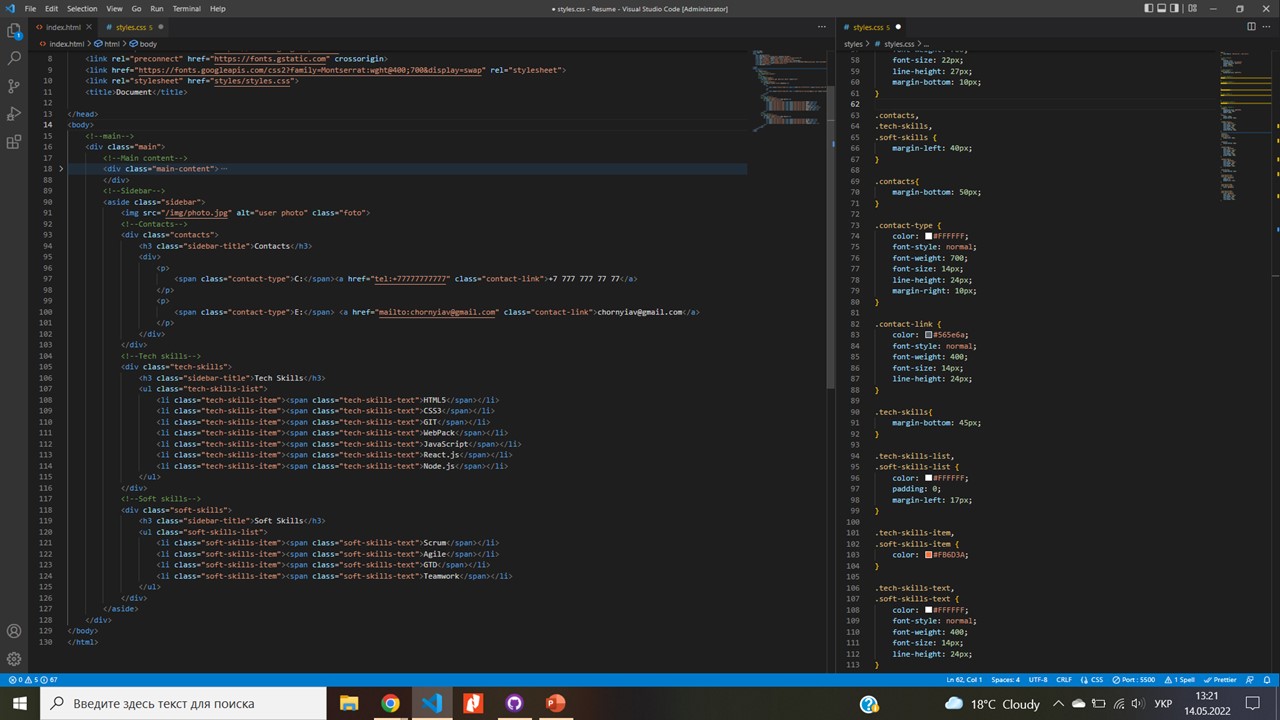 File Edit Selection View Go Run Terminal Help
● styles.css - Resume - Visual Studio Code [Administrator]
index.html
styles.css 5
styles.css 5
index.html > html > body
styles > # styles.css > ...
8 <link rel="preconnect" href="https://fonts.gstatic.com" crossorigin>
9 <link href="https://fonts.googleapis.com/css2?family=Montserrat:wght@400;700&display=swap" rel="stylesheet">
10 <link rel="stylesheet" href="styles/styles.css">
11 <title>Document</title>
12
13 </head>
14 <body>
15 <!--main-->
16 <div class="main">
17 <!--Main content-->
18 <div class="main-content"> ⋯
88 </div>
89 <!--Sidebar-->
90 <aside class="sidebar">
91 <img src="/img/photo.jpg" alt="user photo" class="foto">
92 <!--Contacts-->
93 <div class="contacts">
94 <h3 class="sidebar-title">Contacts</h3>
95 <div>
96 <p>
97 <span class="contact-type">C:</span><a href="tel:+77777777777" class="contact-link">+7 777 777 77 77</a>
98 </p>
99 <p>
100 <span class="contact-type">E:</span> <a href="mailto:chornyiav@gmail.com" class="contact-link">chornyiav@gmail.com</a>
101 </p>
102 </div>
103 </div>
104 <!--Tech skills-->
105 <div class="tech-skills">
106 <h3 class="sidebar-title">Tech Skills</h3>
107 <ul class="tech-skills-list">
108 <li class="tech-skills-item"><span class="tech-skills-text">HTML5</span></li>
109 <li class="tech-skills-item"><span class="tech-skills-text">CSS3</span></li>
110 <li class="tech-skills-item"><span class="tech-skills-text">GIT</span></li>
111 <li class="tech-skills-item"><span class="tech-skills-text">WebPack</span></li>
112 <li class="tech-skills-item"><span class="tech-skills-text">JavaScript</span></li>
113 <li class="tech-skills-item"><span class="tech-skills-text">React.js</span></li>
114 <li class="tech-skills-item"><span class="tech-skills-text">Node.js</span></li>
115 </ul>
116 </div>
117 <!--Soft skills-->
118 <div class="soft-skills">
119 <h3 class="sidebar-title">Soft Skills</h3>
120 <ul class="soft-skills-list">
121 <li class="soft-skills-item"><span class="soft-skills-text">Scrum</span></li>
122 <li class="soft-skills-item"><span class="soft-skills-text">Agile</span></li>
123 <li class="soft-skills-item"><span class="soft-skills-text">GTD</span></li>
124 <li class="soft-skills-item"><span class="soft-skills-text">Teamwork</span></li>
125 </ul>
126 </div>
127 </aside>
128 </div>
129 </body>
130 </html>
58 font-size: 22px;
59 line-height: 27px;
60 margin-bottom: 10px;
61 }
62
63 .contacts,
64 .tech-skills,
65 .soft-skills {
66 margin-left: 40px;
67 }
68
69 .contacts{
70 margin-bottom: 50px;
71 }
72
73 .contact-type {
74 color: #FFFFFF;
75 font-style: normal;
76 font-weight: 700;
77 font-size: 14px;
78 line-height: 24px;
79 margin-right: 10px;
80 }
81
82 .contact-link {
83 color: #565e6a;
84 font-style: normal;
85 font-weight: 400;
86 font-size: 14px;
87 line-height: 24px;
88 }
89
90 .tech-skills{
91 margin-bottom: 45px;
92 }
93
94 .tech-skills-list,
95 .soft-skills-list {
96 color: #FFFFFF;
97 padding: 0;
98 margin-left: 17px;
99 }
100
101 .tech-skills-item,
102 .soft-skills-item {
103 color: #FB6D3A;
104 }
105
106 .tech-skills-text,
107 .soft-skills-text {
108 color: #FFFFFF;
109 font-style: normal;
110 font-weight: 400;
111 font-size: 14px;
112 line-height: 24px;
113 }
0 5 67
Ln 62, Col 1 Spaces: 4 UTF-8 CRLF CSS Port : 5500 1 Spell Prettier
Введите здесь текст для поиска
18°C Cloudy
УКР
13:21
14.05.2022